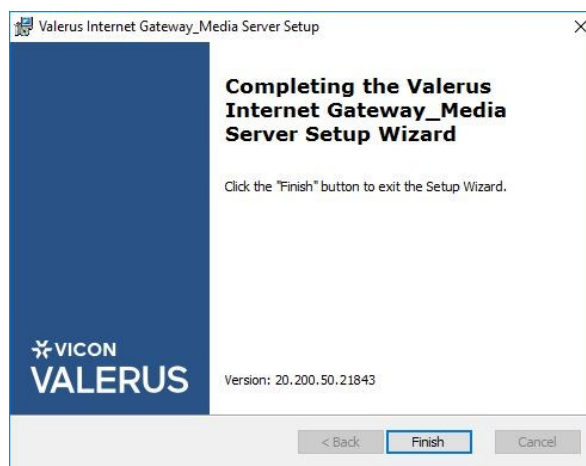 Valerus Internet Gateway_Media Server Setup
Completing the Valerus
Internet Gateway_Media
Server Setup Wizard
Click the "Finish" button to exit the Setup Wizard.
VICON
VALERUS
Version: 20.200.50.21843
< Back
Finish
Cancel